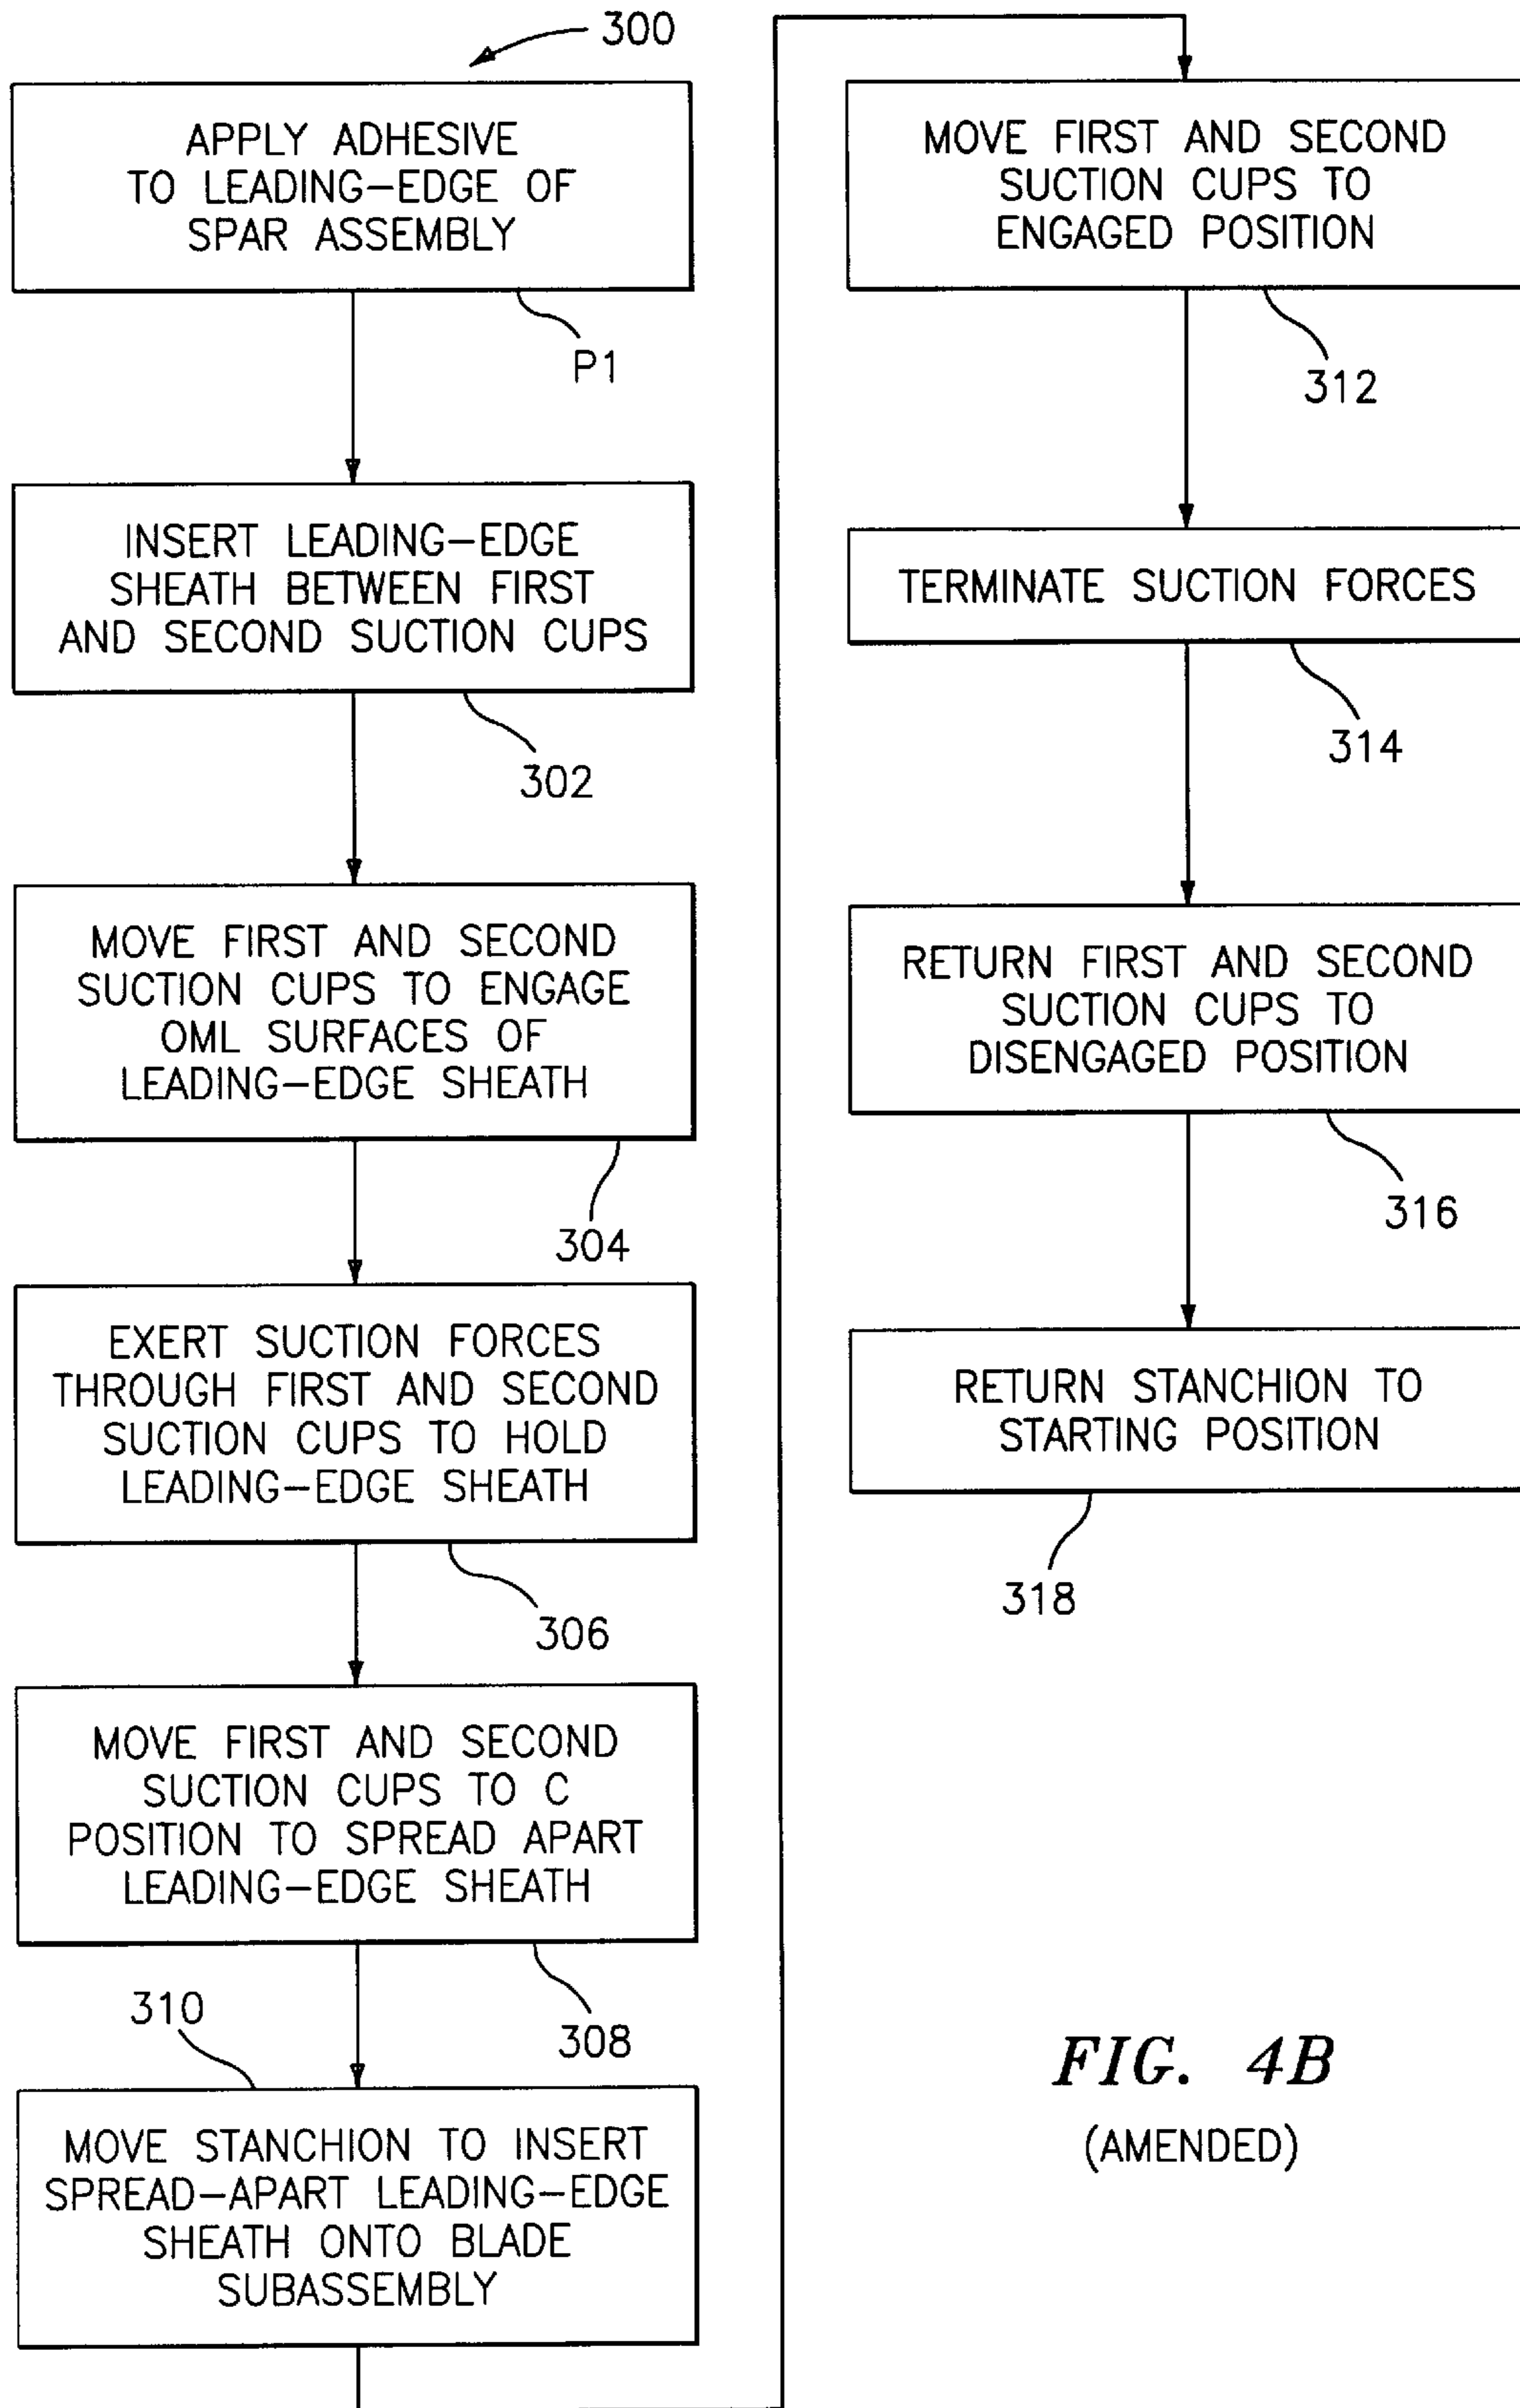 300
APPLY ADHESIVE
TO LEADING-EDGE OF
SPAR ASSEMBLY
P1
INSERT LEADING-EDGE
SHEATH BETWEEN FIRST
AND SECOND SUCTION CUPS
302
MOVE FIRST AND SECOND
SUCTION CUPS TO ENGAGE
OML SURFACES OF
LEADING-EDGE SHEATH
304
EXERT SUCTION FORCES
THROUGH FIRST AND SECOND
SUCTION CUPS TO HOLD
LEADING-EDGE SHEATH
306
MOVE FIRST AND SECOND
SUCTION CUPS TO C
POSITION TO SPREAD APART
LEADING-EDGE SHEATH
308
310
MOVE STANCHION TO INSERT
SPREAD-APART LEADING-EDGE
SHEATH ONTO BLADE
SUBASSEMBLY
MOVE FIRST AND SECOND
SUCTION CUPS TO
ENGAGED POSITION
312
TERMINATE SUCTION FORCES
314
RETURN FIRST AND SECOND
SUCTION CUPS TO
DISENGAGED POSITION
316
RETURN STANCHION TO
STARTING POSITION
318
FIG. 4B
(AMENDED)